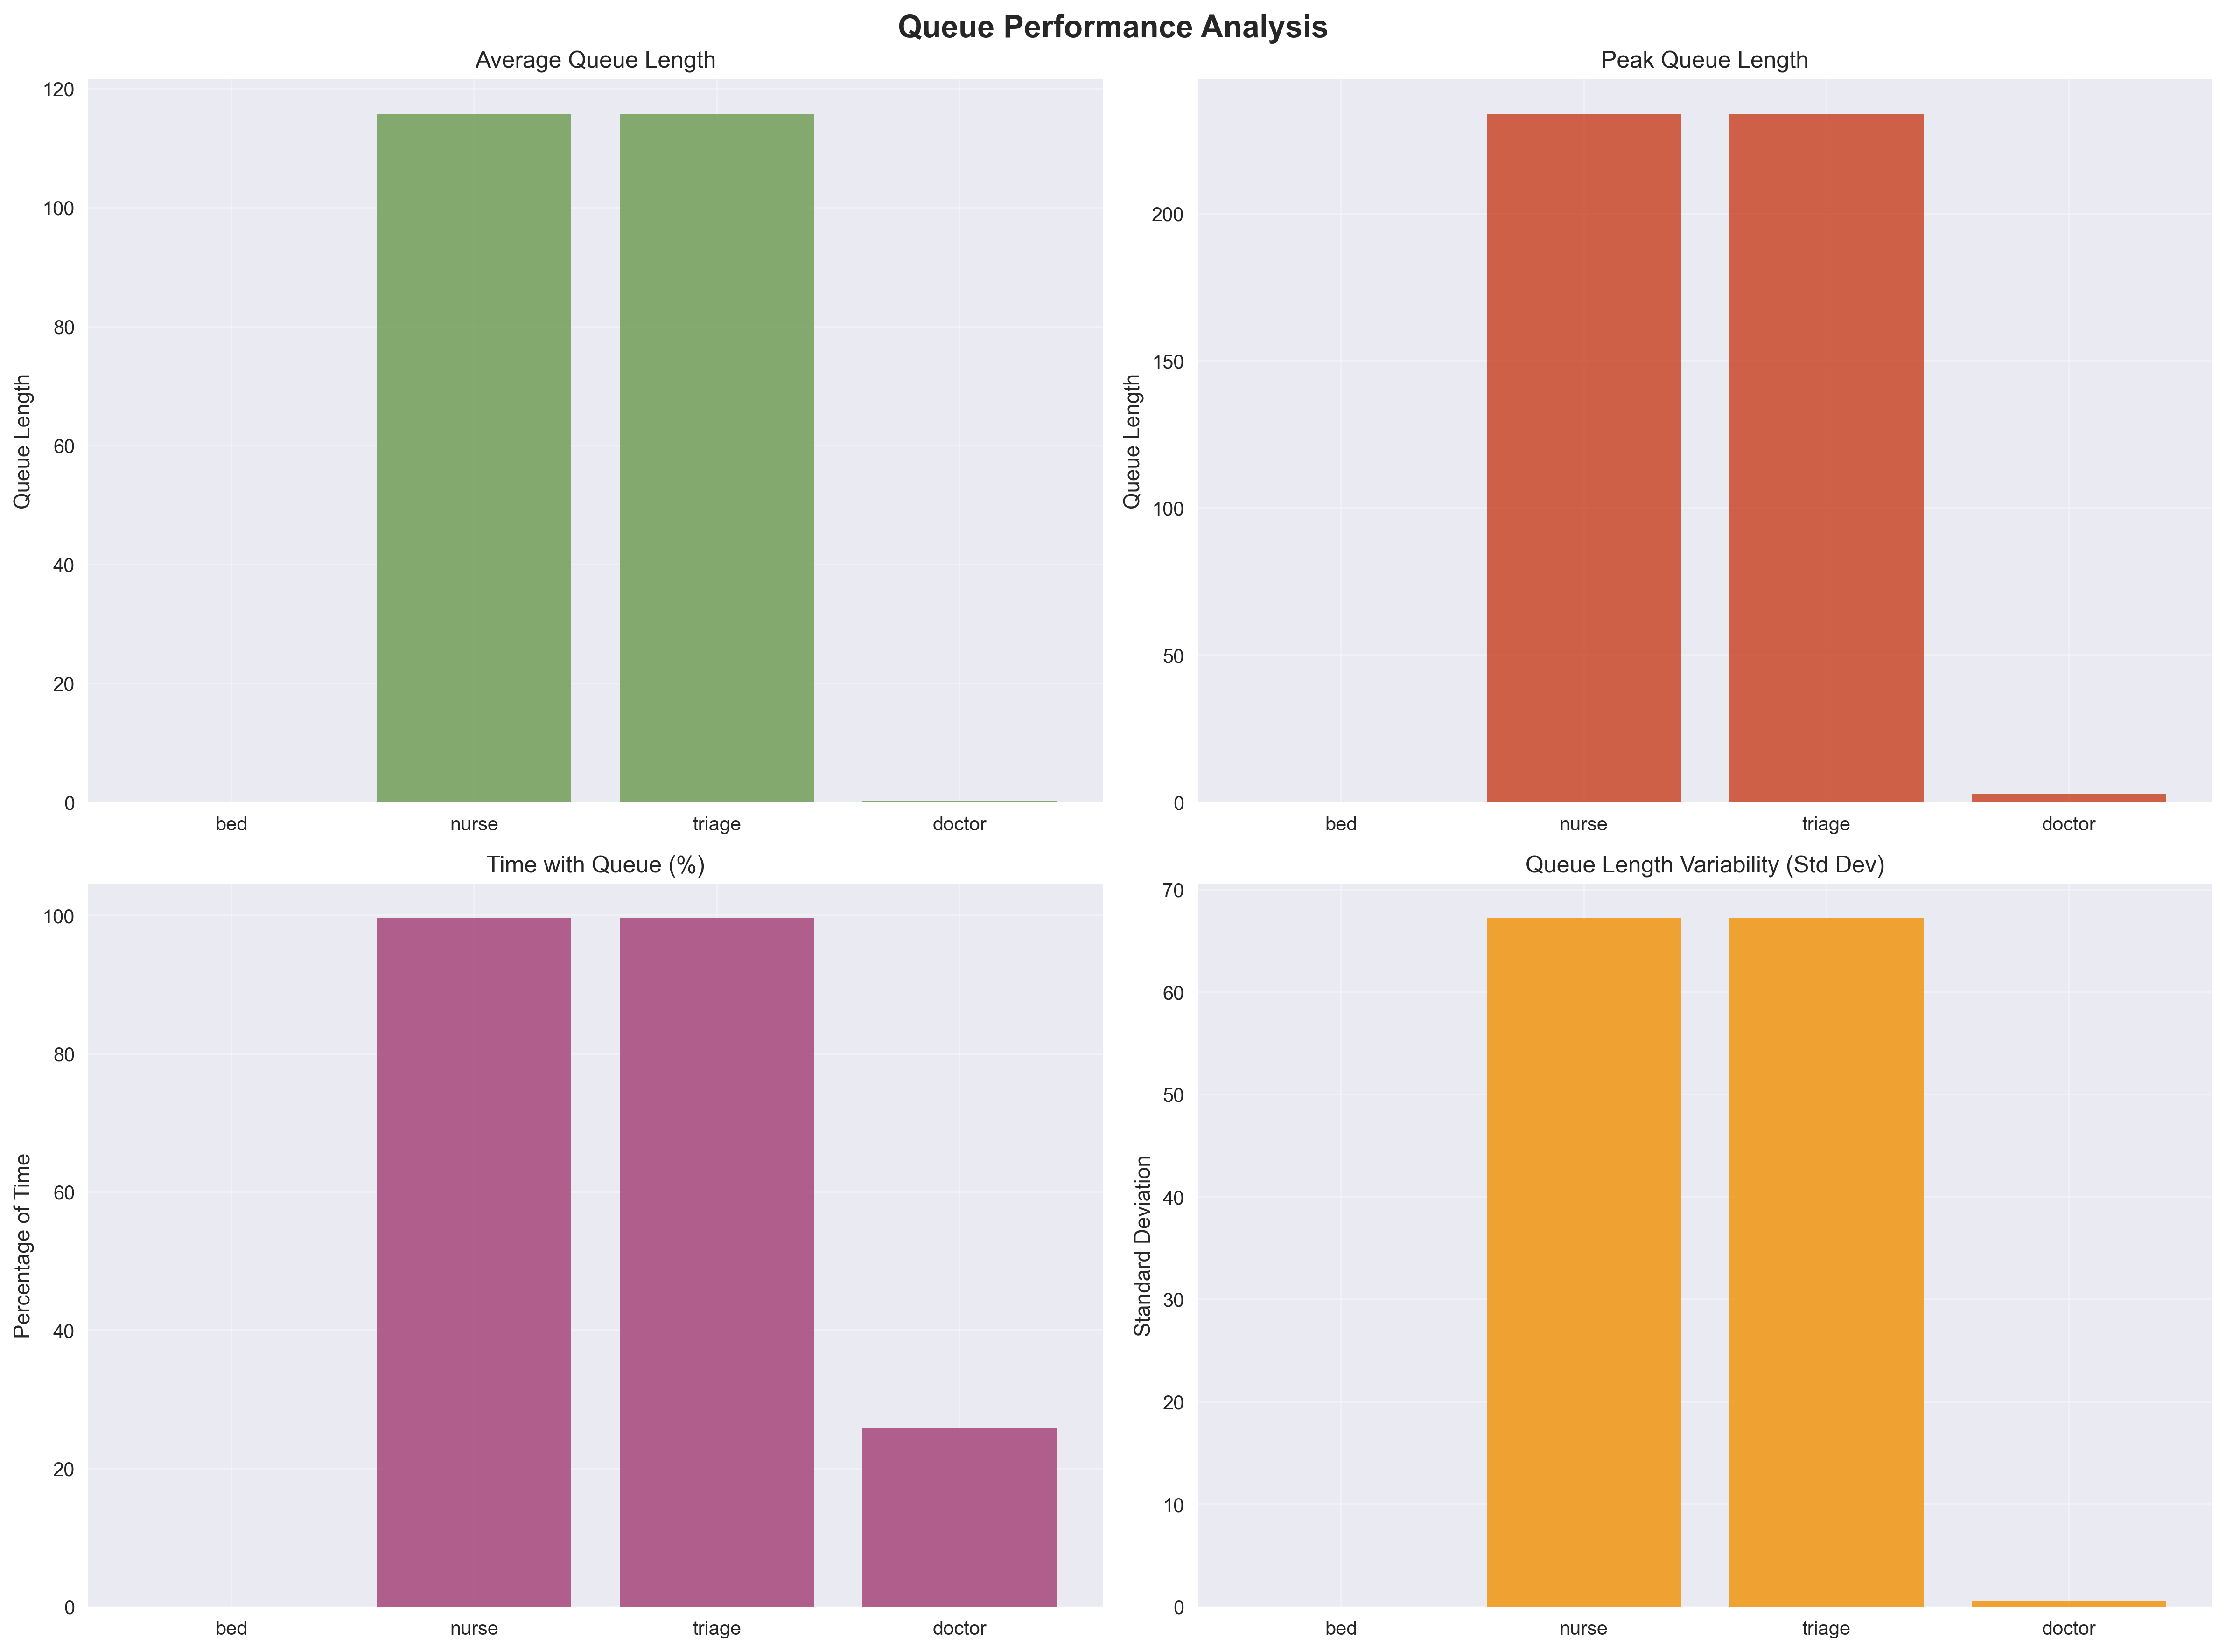 Queue Performance Analysis
Average Queue Length
Queue Length
120
100
80
60
40
20
0
bed nurse triage doctor
Peak Queue Length
Queue Length
200
150
100
50
0
bed nurse triage doctor
Time with Queue (%)
Percentage of Time
100
80
60
40
20
0
bed nurse triage doctor
Queue Length Variability (Std Dev)
Standard Deviation
70
60
50
40
30
20
10
0
bed nurse triage doctor